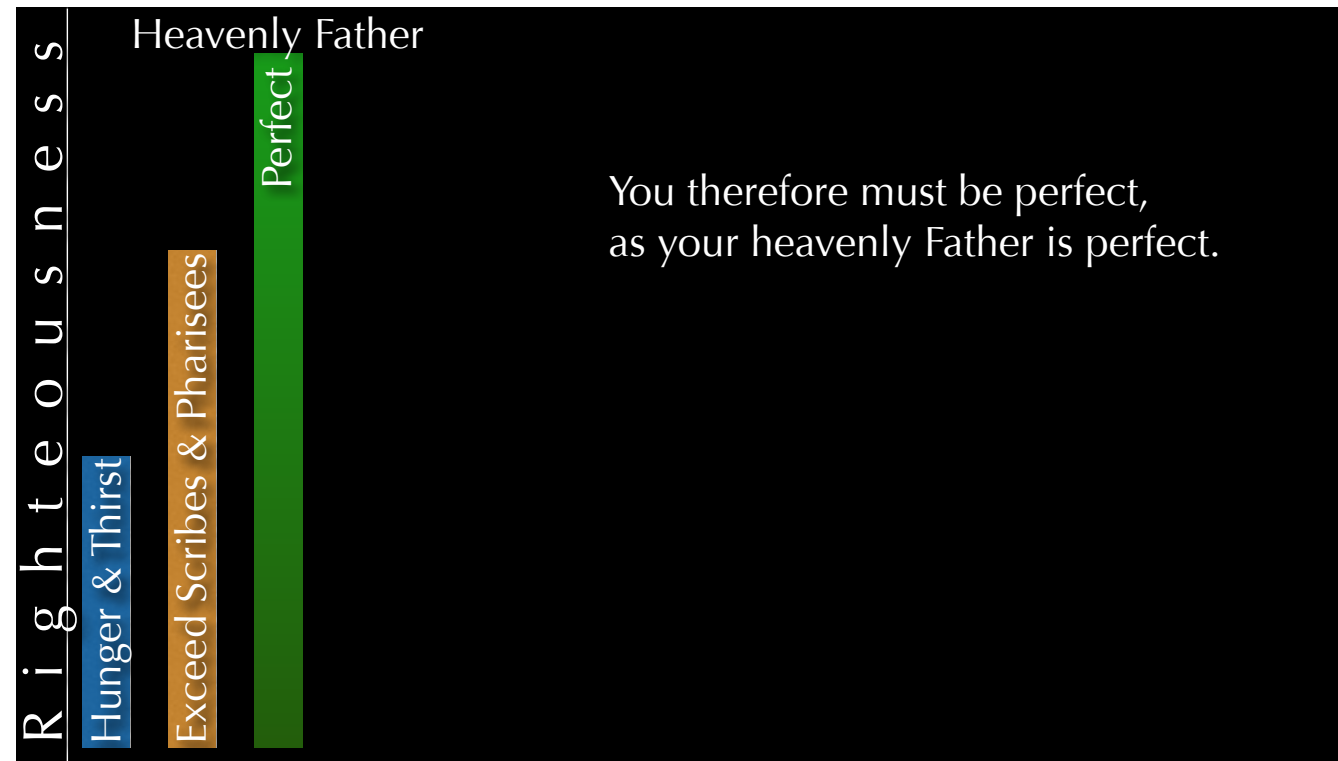 Righteousness
Heavenly Father
Hunger & Thirst
Exceed Scribes & Pharisees
Perfect
You therefore must be perfect,
as your heavenly Father is perfect.